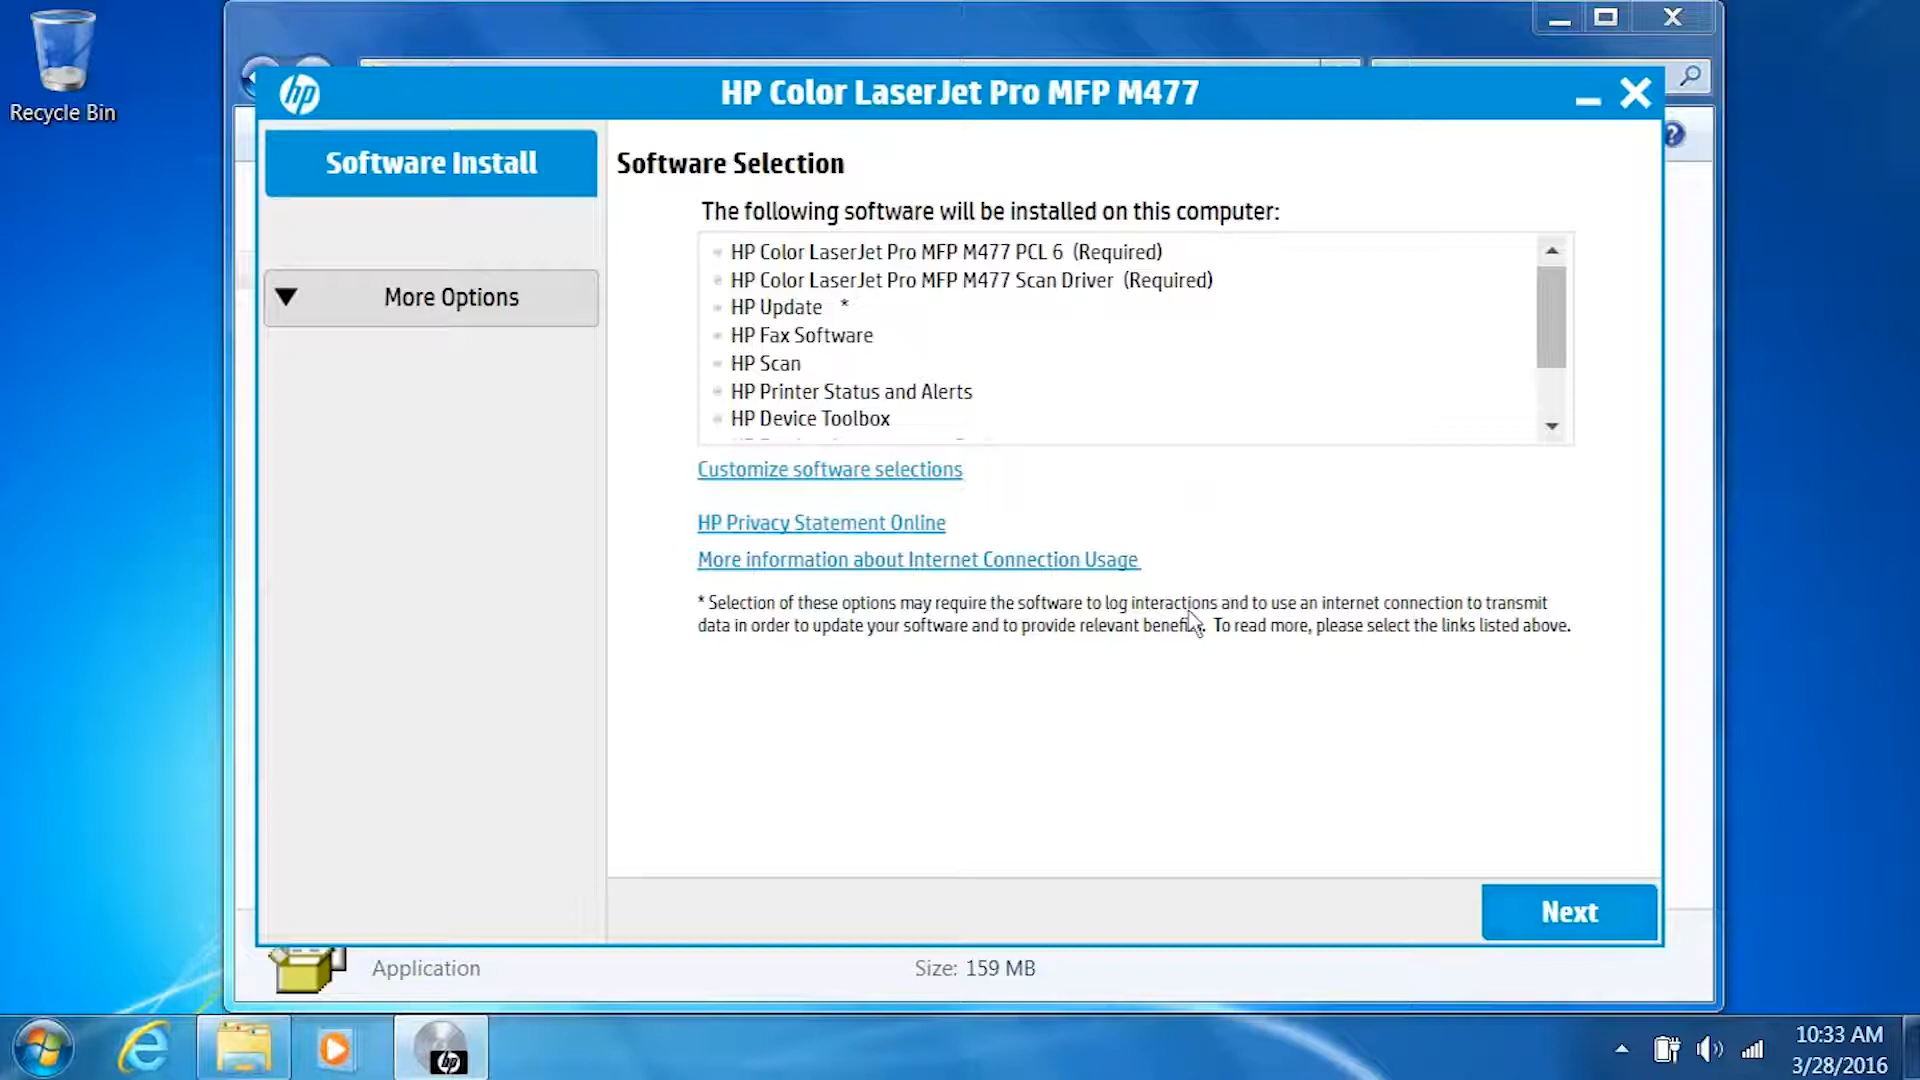 Recycle Bin
hp
HP Color LaserJet Pro MFP M477
Software Install
More Options
Software Selection
The following software will be installed on this computer:
HP Color LaserJet Pro MFP M477 PCL 6 (Required)
HP Color LaserJet Pro MFP M477 Scan Driver (Required)
HP Update *
HP Fax Software
HP Scan
HP Printer Status and Alerts
HP Device Toolbox
Customize software selections
HP Privacy Statement Online
More information about Internet Connection Usage
* Selection of these options may require the software to log interactions and to use an internet connection to transmit
data in order to update your software and to provide relevant benefits. To read more, please select the links listed above.
Next
Application
Size: 159 MB
hp
10:33 AM
3/28/2016